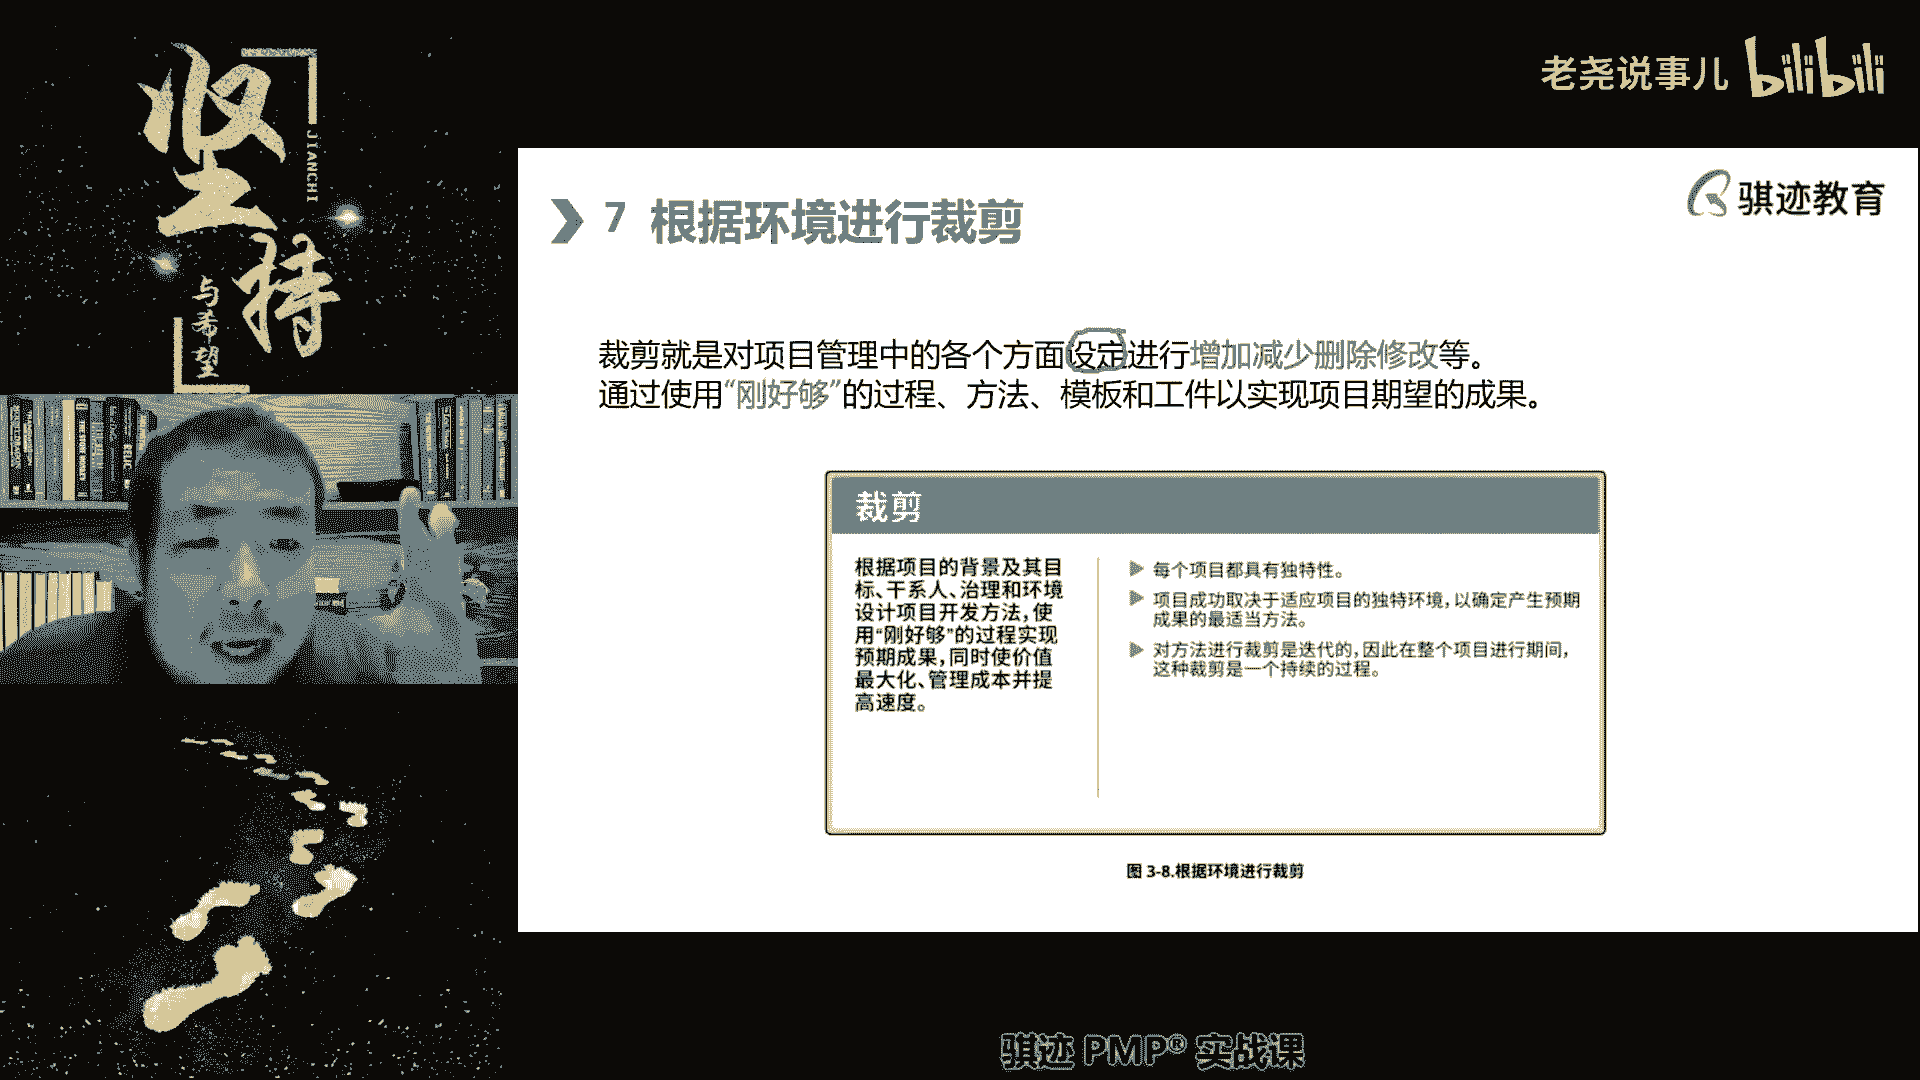 坚持
JIANCHI
与希望
老尧说事儿 bilibili
骐迹教育
7 根据环境进行裁剪
裁剪就是对项目管理中的各个方面设定进行增加减少删除修改等。
通过使用“刚好够”的过程、方法、模板和工件以实现项目期望的成果。
裁剪
根据项目的背景及其目
标、干系人、治理和环境
设计项目开发方法，使
用“刚好够”的过程实现
预期成果，同时使价值
最大化、管理成本并提
高速度。
每个项目都具有独特性。
项目成功取决于适应项目的独特环境，以确定产生预期
成果的最适当方法。
对方法进行裁剪是迭代的，因此在整个项目进行期间，
这种裁剪是一个持续的过程。
图 3-8.根据环境进行裁剪
骐迹 PMP® 实战课